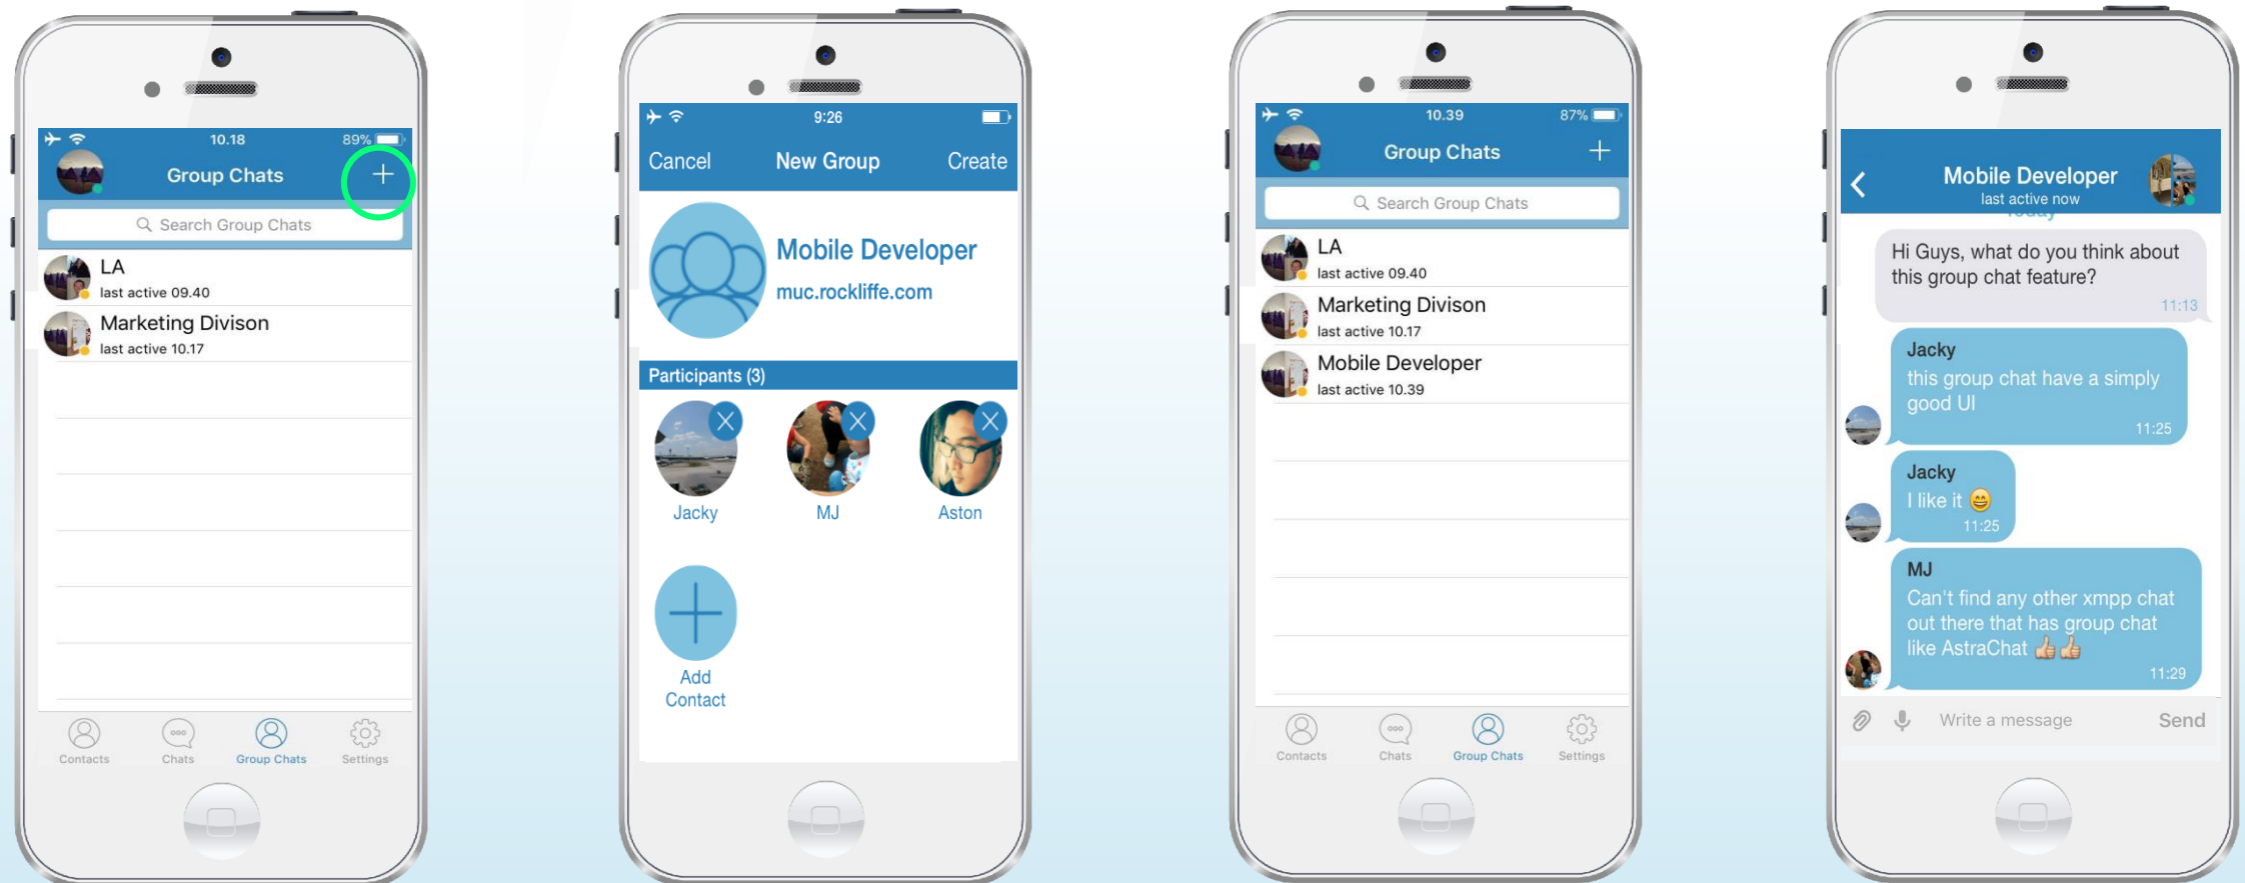 10.18
89%
Group Chats
Search Group Chats
LA
last active 09.40
Marketing Divison
last active 10.17
Contacts
Chats
Group Chats
Settings
9:26
Cancel
New Group
Create
Mobile Developer
muc.rockliffe.com
Participants (3)
Jacky
MJ
Aston
Add
Contact
10.39
87%
Group Chats
Search Group Chats
LA
last active 09.40
Marketing Divison
last active 10.17
Mobile Developer
last active 10.39
Contacts
Chats
Group Chats
Settings
Mobile Developer
last active now
Today
Hi Guys, what do you think about
this group chat feature?
11:13
Jacky
this group chat have a simply
good UI
11:25
Jacky
I like it 😄
11:25
MJ
Can't find any other xmpp chat
out there that has group chat
like AstraChat 👍👍
11:29
Write a message
Send